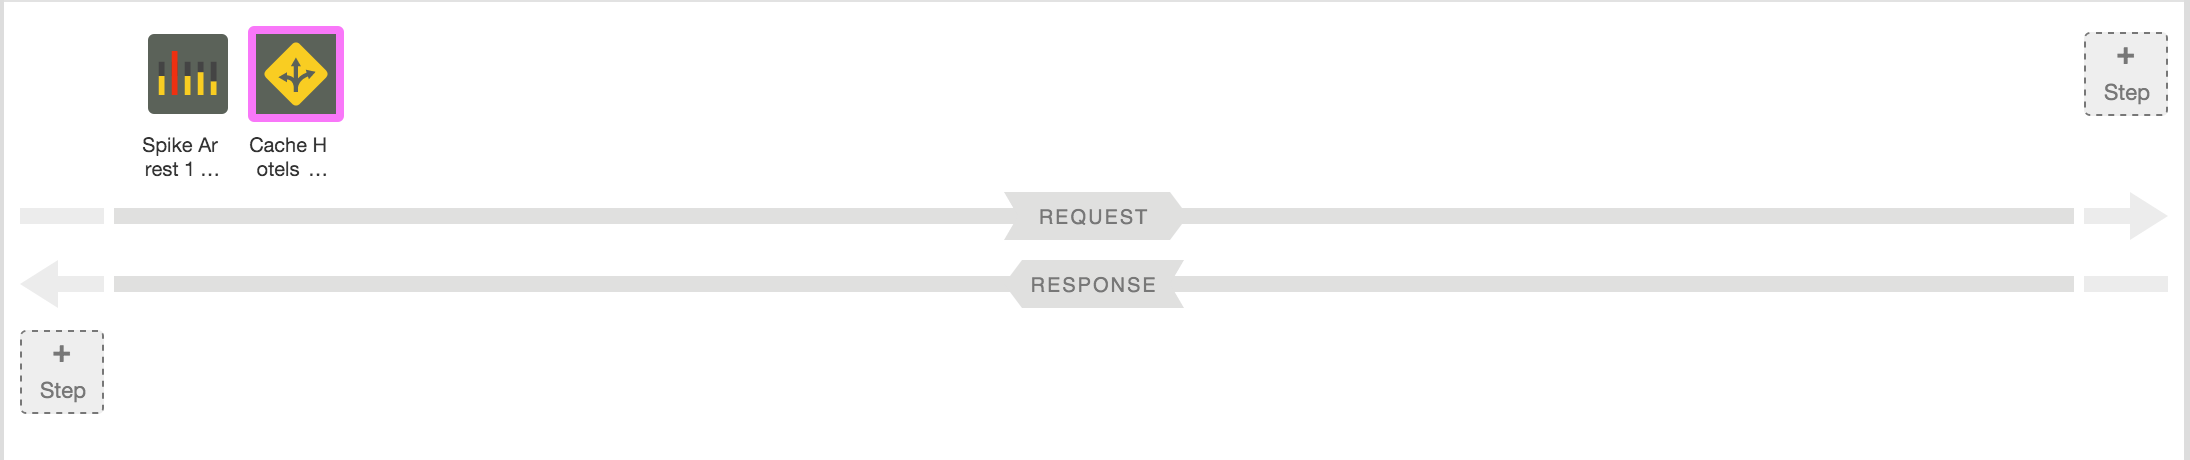 Spike Ar
rest 1 ...
Cache H
otels ...
+
Step
REQUEST
RESPONSE
+
Step